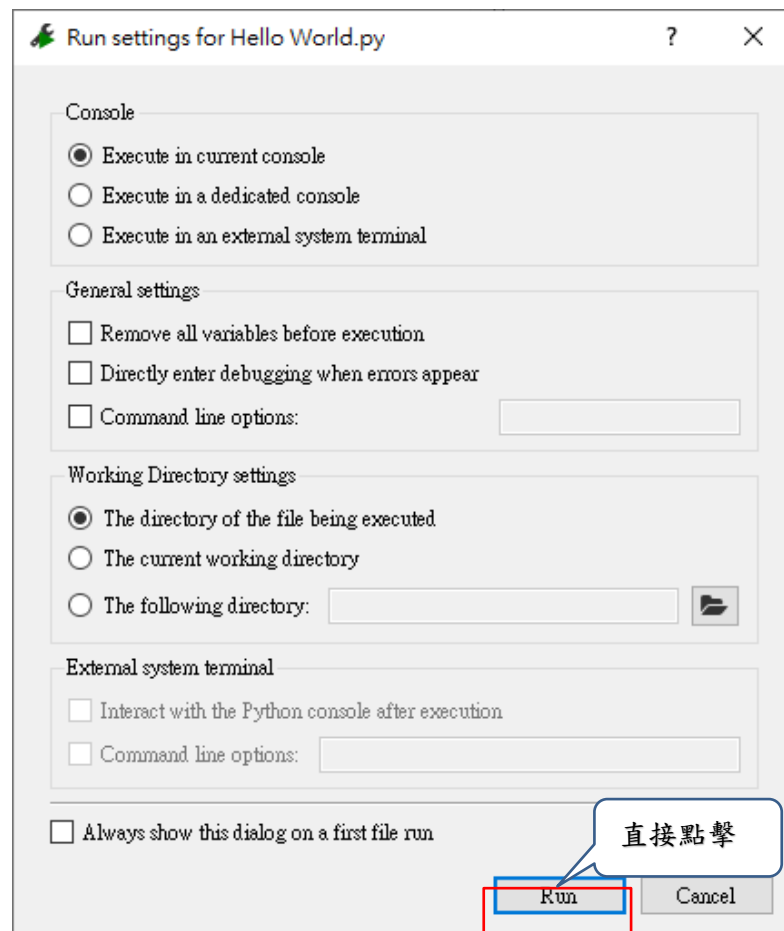 Run settings for Hello World.py ? ×
Console
Execute in current console
Execute in a dedicated console
Execute in an external system terminal
General settings
Remove all variables before execution
Directly enter debugging when errors appear
Command line options:
Working Directory settings
The directory of the file being executed
The current working directory
The following directory:
External system terminal
Interact with the Python console after execution
Command line options:
Always show this dialog on a first file run
直接點擊
Run Cancel